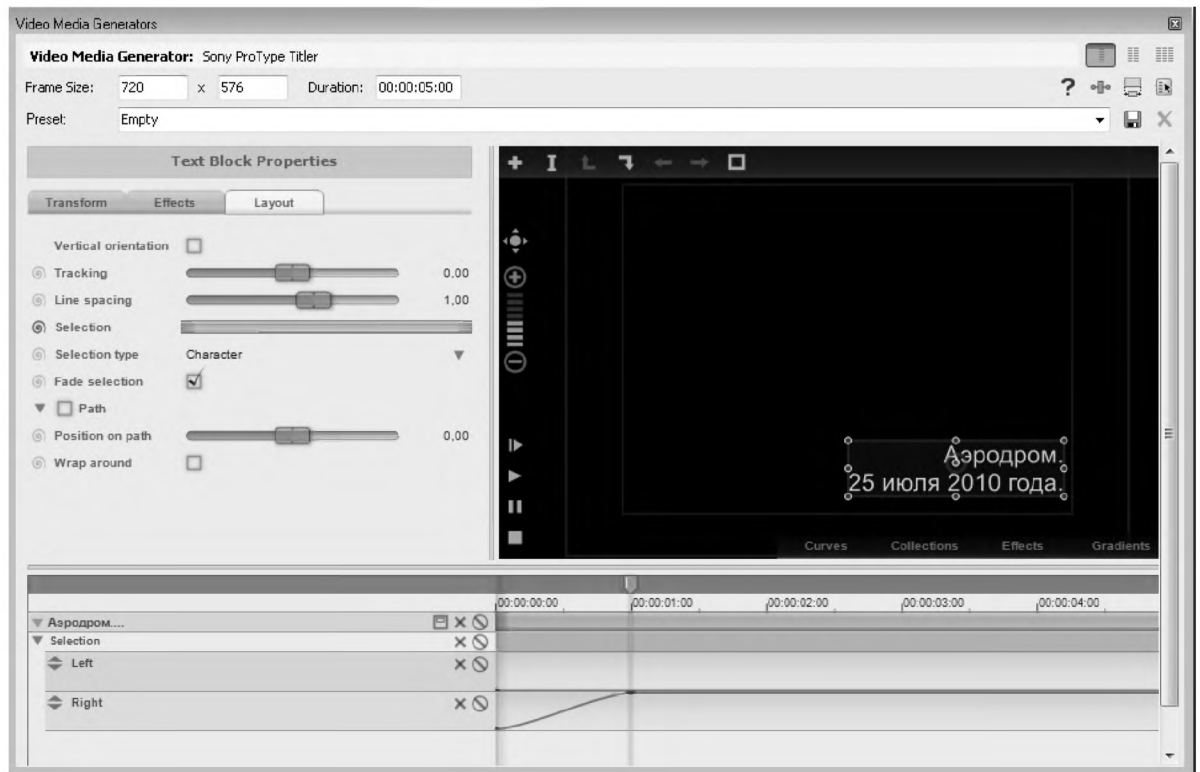 Video Media Generators
Video Media Generator: Sony ProType Titler
Frame Size: 720 x 576 Duration: 00:00:05:00
?
Preset: Empty
Text Block Properties
Transform Effects Layout
Vertical orientation
Tracking 0.00
Line spacing 1,00
Selection
Selection type Character
Fade selection
Path
Position on path 0,00
Wrap around
Аэродром.
25 июля 2010 года.
Curves Collections Effects Gradients
00:00:00:00 00:00:01:00 00:00:02:00 00:00:03:00 00:00:04:00
Аэродром....
Selection
Left
Right